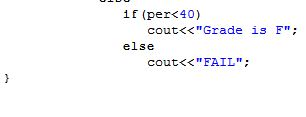 if(per<40)
cout<<"Grade is F";
else
cout<<"FAIL";
}